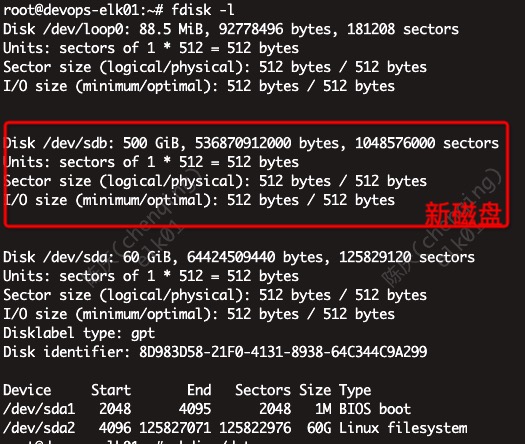 root@devops-elk01:~# fdisk -l
Disk /dev/loop0: 88.5 MiB, 92778496 bytes, 181208 sectors
Units: sectors of 1 * 512 = 512 bytes
Sector size (logical/physical): 512 bytes / 512 bytes
I/O size (minimum/optimal): 512 bytes / 512 bytes
Disk /dev/sdb: 500 GiB, 536870912000 bytes, 1048576000 sectors
Units: sectors of 1 * 512 = 512 bytes
Sector size (logical/physical): 512 bytes / 512 bytes
I/O size (minimum/optimal): 512 bytes / 512 bytes
新磁盘
Disk /dev/sda: 60 GiB, 64424509440 bytes, 125829120 sectors
Units: sectors of 1 * 512 = 512 bytes
Sector size (logical/physical): 512 bytes / 512 bytes
I/O size (minimum/optimal): 512 bytes / 512 bytes
Disklabel type: gpt
Disk identifier: 8D983D58-21F0-4131-8938-64C344C9A299
Device Start End Sectors Size Type
/dev/sda1 2048 4095 2048 1M BIOS boot
/dev/sda2 4096 125827071 125822976 60G Linux filesystem